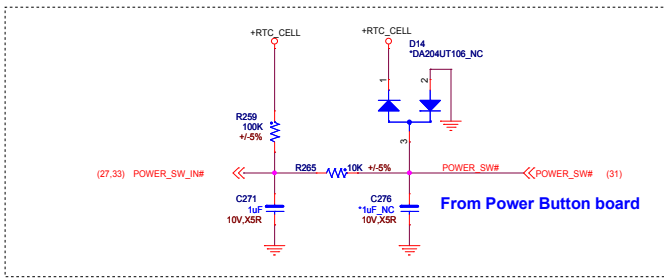 +RTC_CELL
+RTC_CELL
D14
*DA204UT106_NC
1
2
R259
100K
+/-5%
3
(27,33) POWER_SW_IN#
R265
10K +/-5%
POWER_SW#
POWER_SW# (31)
C271
1uF
10V,X5R
C276
*1uF_NC
10V,X5R
From Power Button board